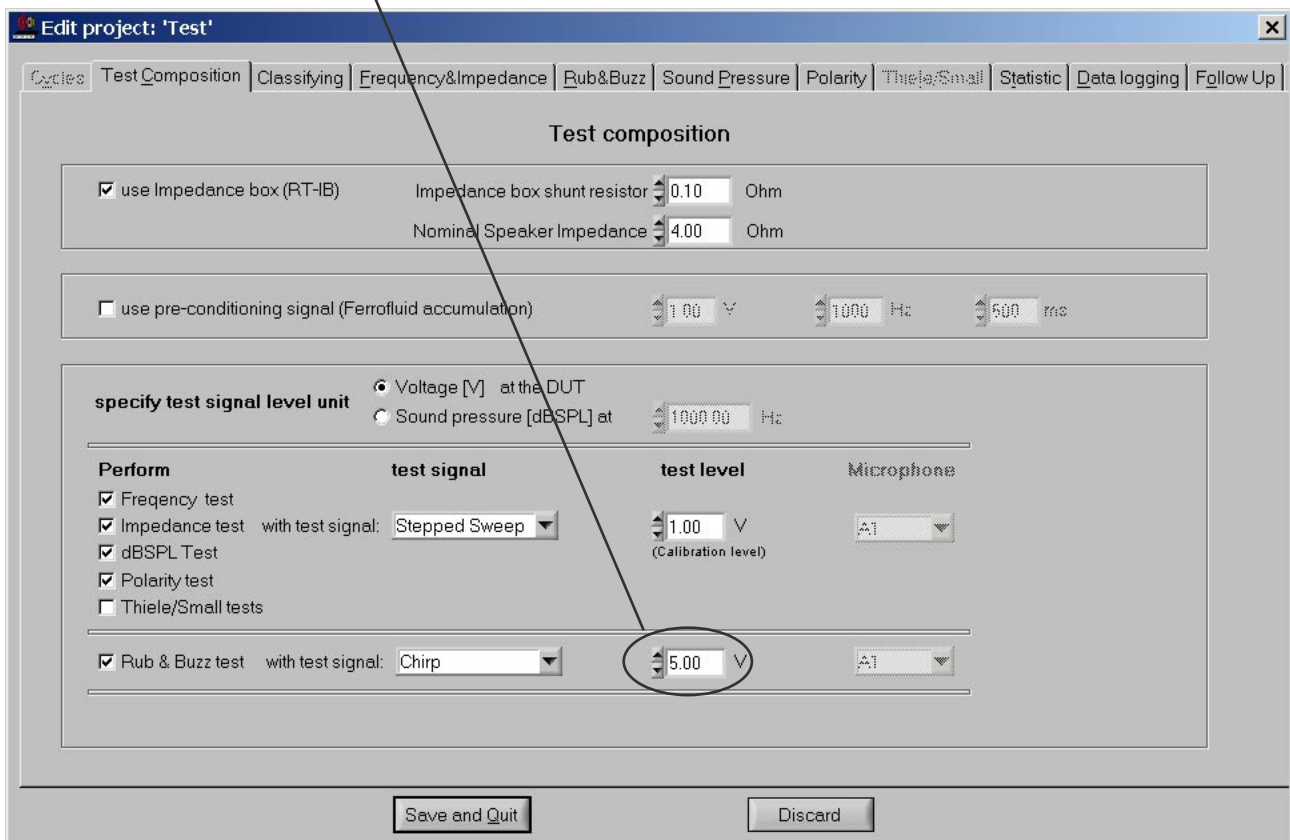 Edit project: 'Test'
Cycles Test Composition Classifying Frequency&Impedance Rub&Buzz Sound Pressure Polarity Thiele/Small Statistic Data logging Follow Up
Test composition
use Impedance box (RT-IB) Impedance box shunt resistor 0.10 Ohm
Nominal Speaker Impedance 4.00 Ohm
use pre-conditioning signal (Ferrofluid accumulation) 1.00 V 1000 Hz 500 ms
specify test signal level unit Voltage [V] at the DUT
Sound pressure [dBSPL] at 1000.00 Hz
Perform test signal test level Microphone
Freqency test
Impedance test with test signal: Stepped Sweep 1.00 V A1
dBSPL Test (Calibration level)
Polarity test
Thiele/Small tests
Rub & Buzz test with test signal: Chirp 5.00 V A1
Save and Quit Discard